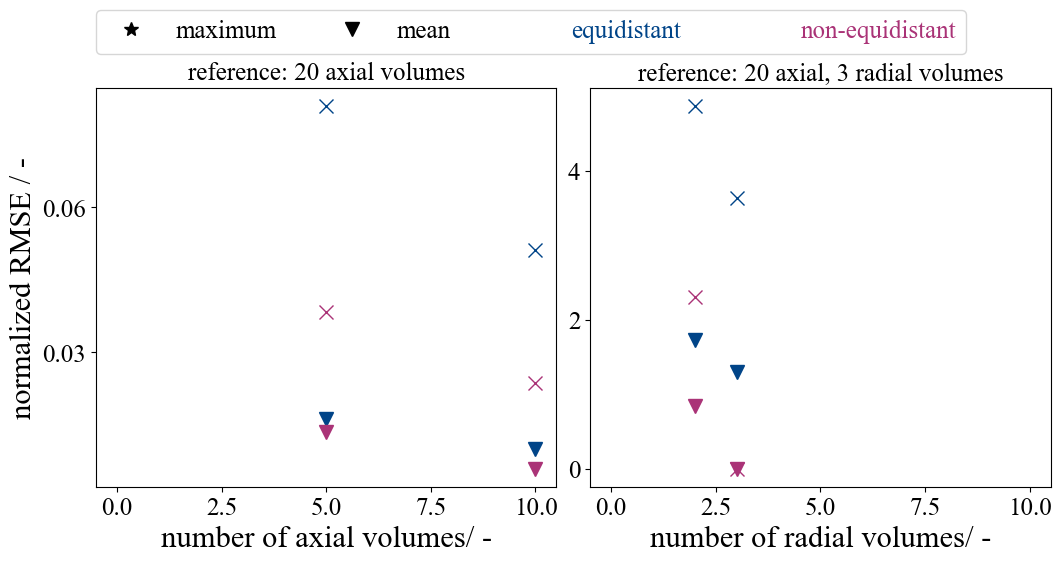 maximum mean equidistant non-equidistant
reference: 20 axial volumes
reference: 20 axial, 3 radial volumes
normalized RMSE / -
0.06
0.03
0.0 2.5 5.0 7.5 10.0
number of axial volumes/ -
4
2
0
0.0 2.5 5.0 7.5 10.0
number of radial volumes/ -